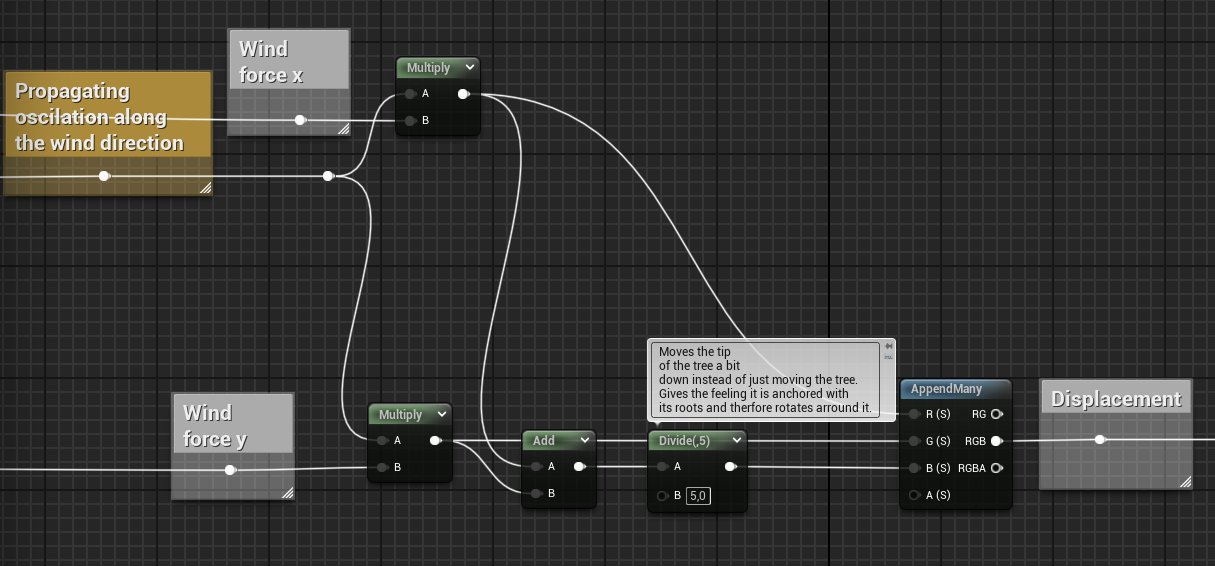 Wind
force x
Multiply
A
B
Propagating
oscilation along
the wind direction
Moves the tip
of the tree a bit
down instead of just moving the tree.
Gives the feeling it is anchored with
its roots and therfore rotates arround it.
Wind
force y
Multiply
A
B
Add
A
B
Divide(,5)
A
B 5,0
AppendMany
R (S) RG
G (S) RGB
B (S) RGBA
A (S)
Displacement